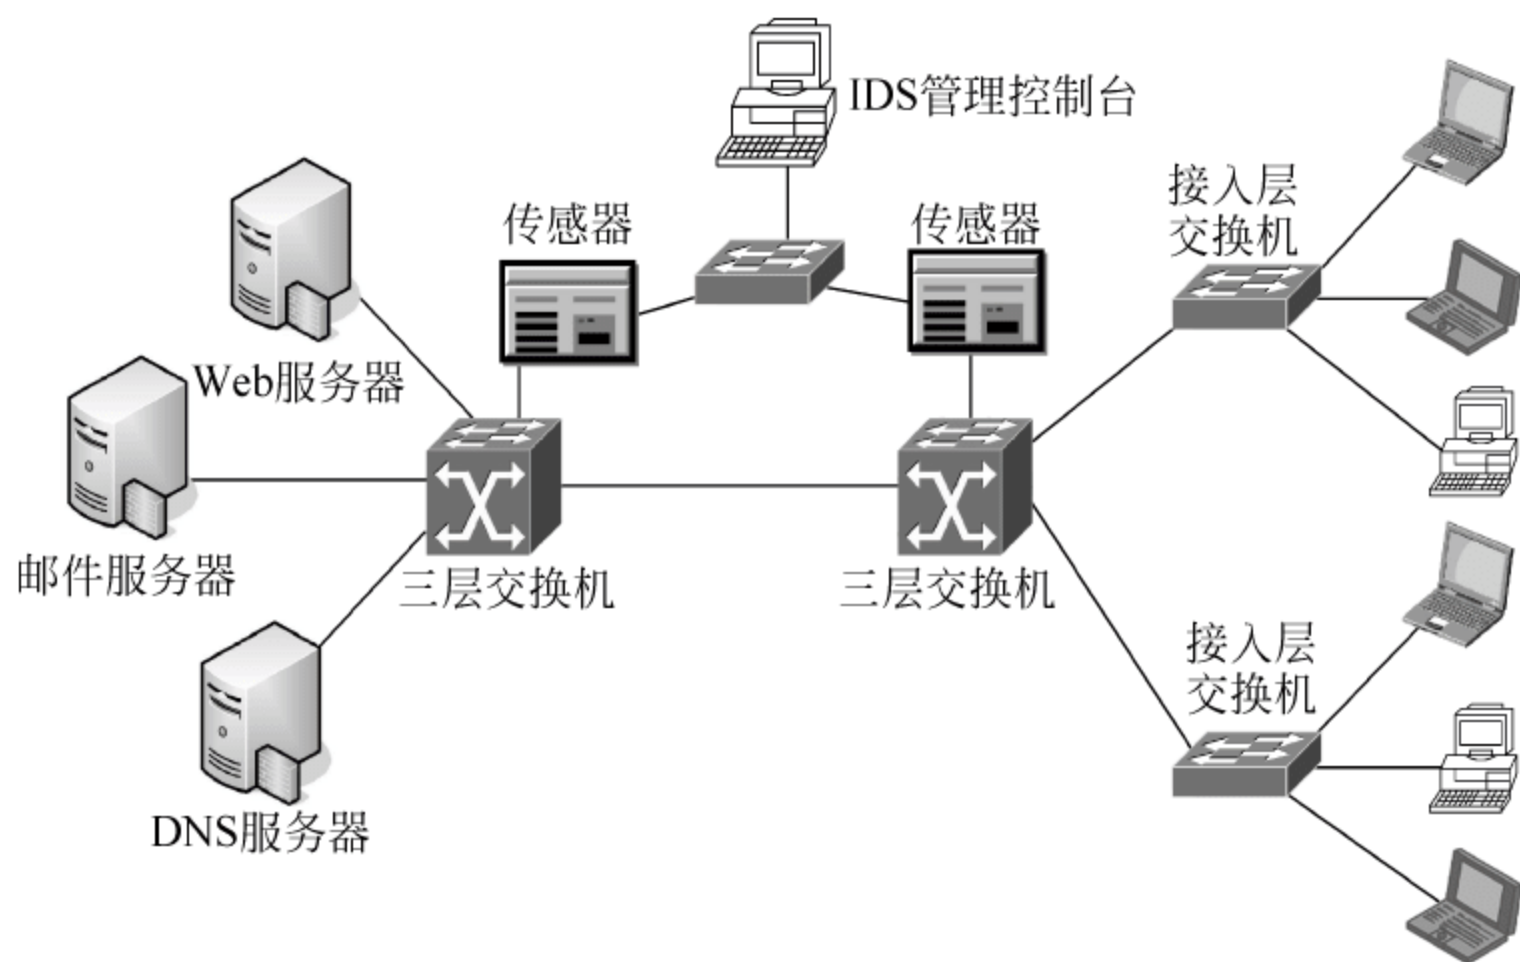 IDS管理控制台
传感器
传感器
接入层
交换机
Web服务器
邮件服务器
三层交换机
三层交换机
接入层
交换机
DNS服务器